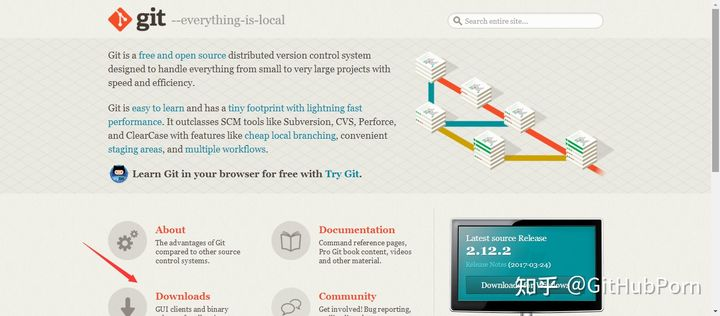 git --everything-is-local
Search entire site...
Git is a free and open source distributed version control system
designed to handle everything from small to very large projects with
speed and efficiency.
Git is easy to learn and has a tiny footprint with lightning fast
performance. It outclasses SCM tools like Subversion, CVS, Perforce,
and ClearCase with features like cheap local branching, convenient
staging areas, and multiple workflows.
Learn Git in your browser for free with Try Git.
About
The advantages of Git
compared to other source
control systems.
Documentation
Command reference pages,
Pro Git book content, videos
and other material.
Downloads
GUI clients and binary
Community
Get involved! Bug reporting,
Latest source Release
2.12.2
Release Notes (2017-03-24)
Downloads for Windows
知乎 @GitHubPorn